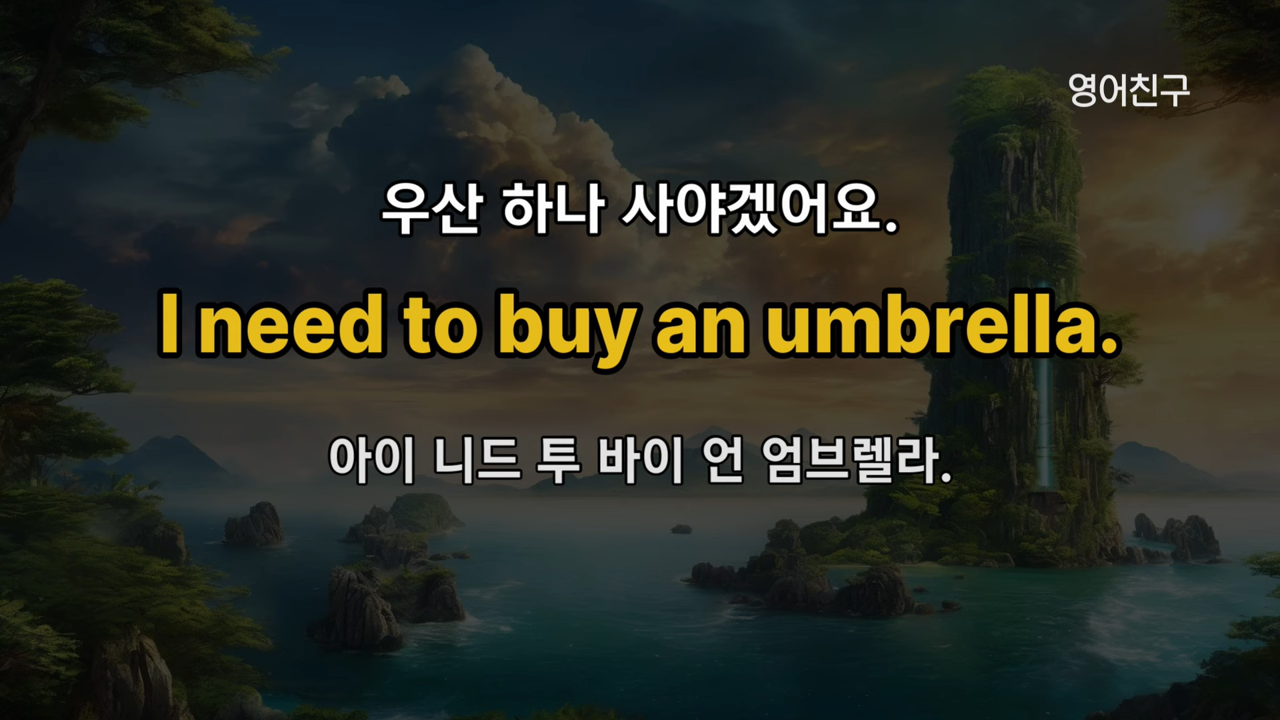 영어친구
우산 하나 사야겠어요.
I need to buy an umbrella.
아이 니드 투 바이 언 엄브렐라.